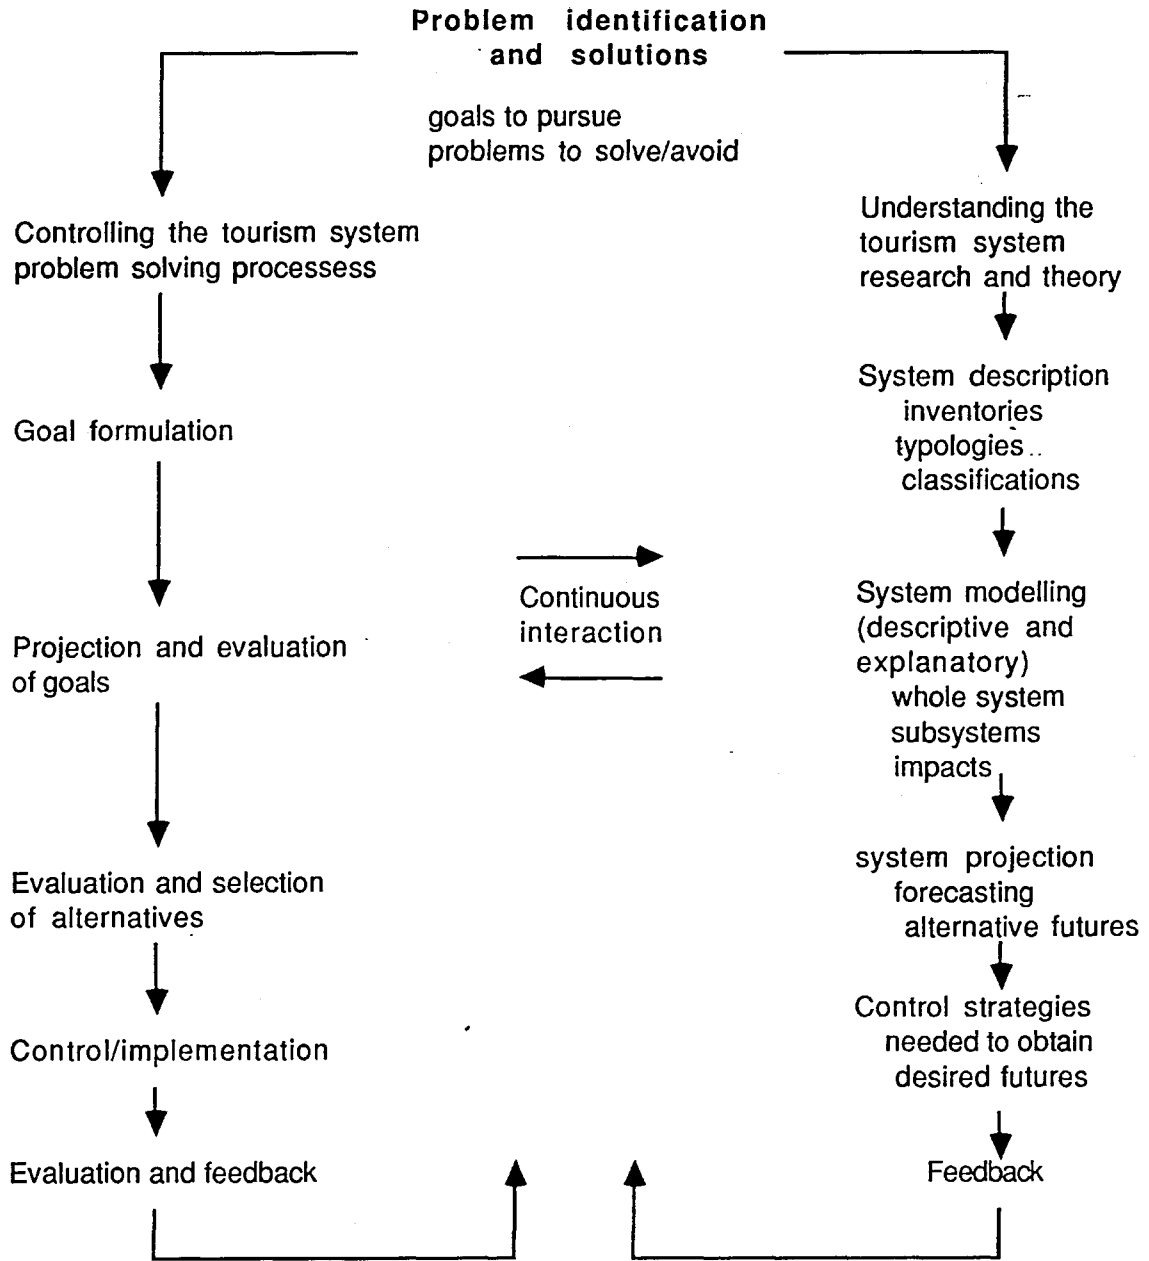 Problem identification
and solutions
goals to pursue
problems to solve/avoid
Controlling the tourism system
problem solving processess
Goal formulation
Projection and evaluation
of goals
Evaluation and selection
of alternatives
Control/implementation
Evaluation and feedback
Continuous
interaction
Understanding the
tourism system
research and theory
System description
inventories
typologies..
classifications
System modelling
(descriptive and
explanatory)
whole system
subsystems
impacts
system projection
forecasting
alternative futures
Control strategies
needed to obtain
desired futures
Feedback